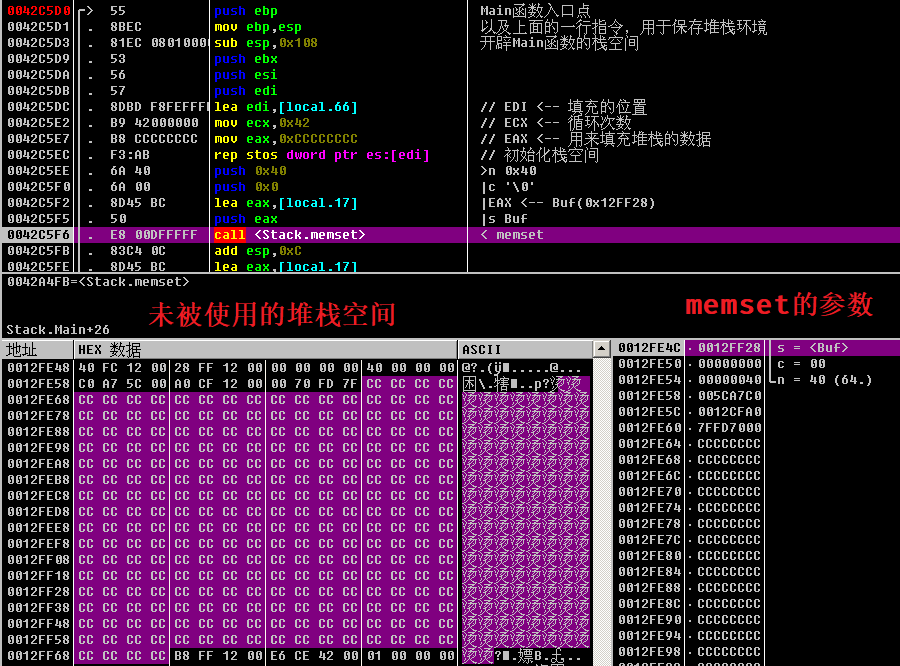 0042C5D0 > 55 push ebp Main函数入口点
0042C5D1 . 8BEC mov ebp,esp 以及上面的一行指令，用于保存堆栈环境
0042C5D3 . 81EC 0801000 sub esp,0x108 开辟Main函数的栈空间
0042C5D9 . 53 push ebx
0042C5DA . 56 push esi
0042C5DB . 57 push edi
0042C5DC . 8DBD F8FEFFF lea edi,[local.66] // EDI <-- 填充的位置
0042C5E2 . B9 42000000 mov ecx,0x42 // ECX <-- 循环次数
0042C5E7 . B8 CCCCCCCC mov eax,0xCCCCCCCC // EAX <-- 用来填充堆栈的数据
0042C5EC . F3:AB rep stos dword ptr es:[edi] // 初始化栈空间
0042C5EE . 6A 40 push 0x40 >n 0x40
0042C5F0 . 6A 00 push 0x0 |c '\0'
0042C5F2 . 8D45 BC lea eax,[local.17] |EAX <-- Buf(0x12FF28)
0042C5F5 . 50 push eax |s Buf
0042C5F6 . E8 00DFFFFF call <Stack.memset> < memset
0042C5FB . 83C4 0C add esp,0xC
0042C5FE . 8D45 BC lea eax,[local.17]
0042A4FB=<Stack.memset>
未被使用的堆栈空间
memset的参数
Stack.Main+26
地址 HEX 数据 ASCII
0012FE48 40 FC 12 00 28 FF 12 00 00 00 00 00 40 00 00 00
0012FE58 C0 A7 5C 00 A0 CF 12 00 00 70 FD 7F CC CC CC CC
0012FE68 CC CC CC CC CC CC CC CC CC CC CC CC CC CC CC CC 烫烫烫烫烫烫烫烫
0012FE78 CC CC CC CC CC CC CC CC CC CC CC CC CC CC CC CC 烫烫烫烫烫烫烫烫
0012FE88 CC CC CC CC CC CC CC CC CC CC CC CC CC CC CC CC 烫烫烫烫烫烫烫烫
0012FE98 CC CC CC CC CC CC CC CC CC CC CC CC CC CC CC CC 烫烫烫烫烫烫烫烫
0012FEA8 CC CC CC CC CC CC CC CC CC CC CC CC CC CC CC CC 烫烫烫烫烫烫烫烫
0012FEB8 CC CC CC CC CC CC CC CC CC CC CC CC CC CC CC CC 烫烫烫烫烫烫烫烫
0012FEC8 CC CC CC CC CC CC CC CC CC CC CC CC CC CC CC CC 烫烫烫烫烫烫烫烫
0012FED8 CC CC CC CC CC CC CC CC CC CC CC CC CC CC CC CC 烫烫烫烫烫烫烫烫
0012FEE8 CC CC CC CC CC CC CC CC CC CC CC CC CC CC CC CC 烫烫烫烫烫烫烫烫
0012FEF8 CC CC CC CC CC CC CC CC CC CC CC CC CC CC CC CC 烫烫烫烫烫烫烫烫
0012FF08 CC CC CC CC CC CC CC CC CC CC CC CC CC CC CC CC 烫烫烫烫烫烫烫烫
0012FF18 CC CC CC CC CC CC CC CC CC CC CC CC CC CC CC CC 烫烫烫烫烫烫烫烫
0012FF28 CC CC CC CC CC CC CC CC CC CC CC CC CC CC CC CC 烫烫烫烫烫烫烫烫
0012FF38 CC CC CC CC CC CC CC CC CC CC CC CC CC CC CC CC 烫烫烫烫烫烫烫烫
0012FF48 CC CC CC CC CC CC CC CC CC CC CC CC CC CC CC CC 烫烫烫烫烫烫烫烫
0012FF58 CC CC CC CC CC CC CC CC CC CC CC CC CC CC CC CC 烫烫烫烫烫烫烫烫
0012FF68 CC CC CC CC B8 FF 12 00 E6 CE 42 00 01 00 00 00
0012FE4C 0012FF28 s = <Buf>
0012FE50 00000000 c = 00
0012FE54 00000040 n = 40 (64.)
0012FE58 005CA7C0
0012FE5C 0012CFA0
0012FE60 7FFD7000
0012FE64 CCCCCCCC
0012FE68 CCCCCCCC
0012FE6C CCCCCCCC
0012FE70 CCCCCCCC
0012FE74 CCCCCCCC
0012FE78 CCCCCCCC
0012FE7C CCCCCCCC
0012FE80 CCCCCCCC
0012FE84 CCCCCCCC
0012FE88 CCCCCCCC
0012FE8C CCCCCCCC
0012FE90 CCCCCCCC
0012FE94 CCCCCCCC
0012FE98 CCCCCCCC